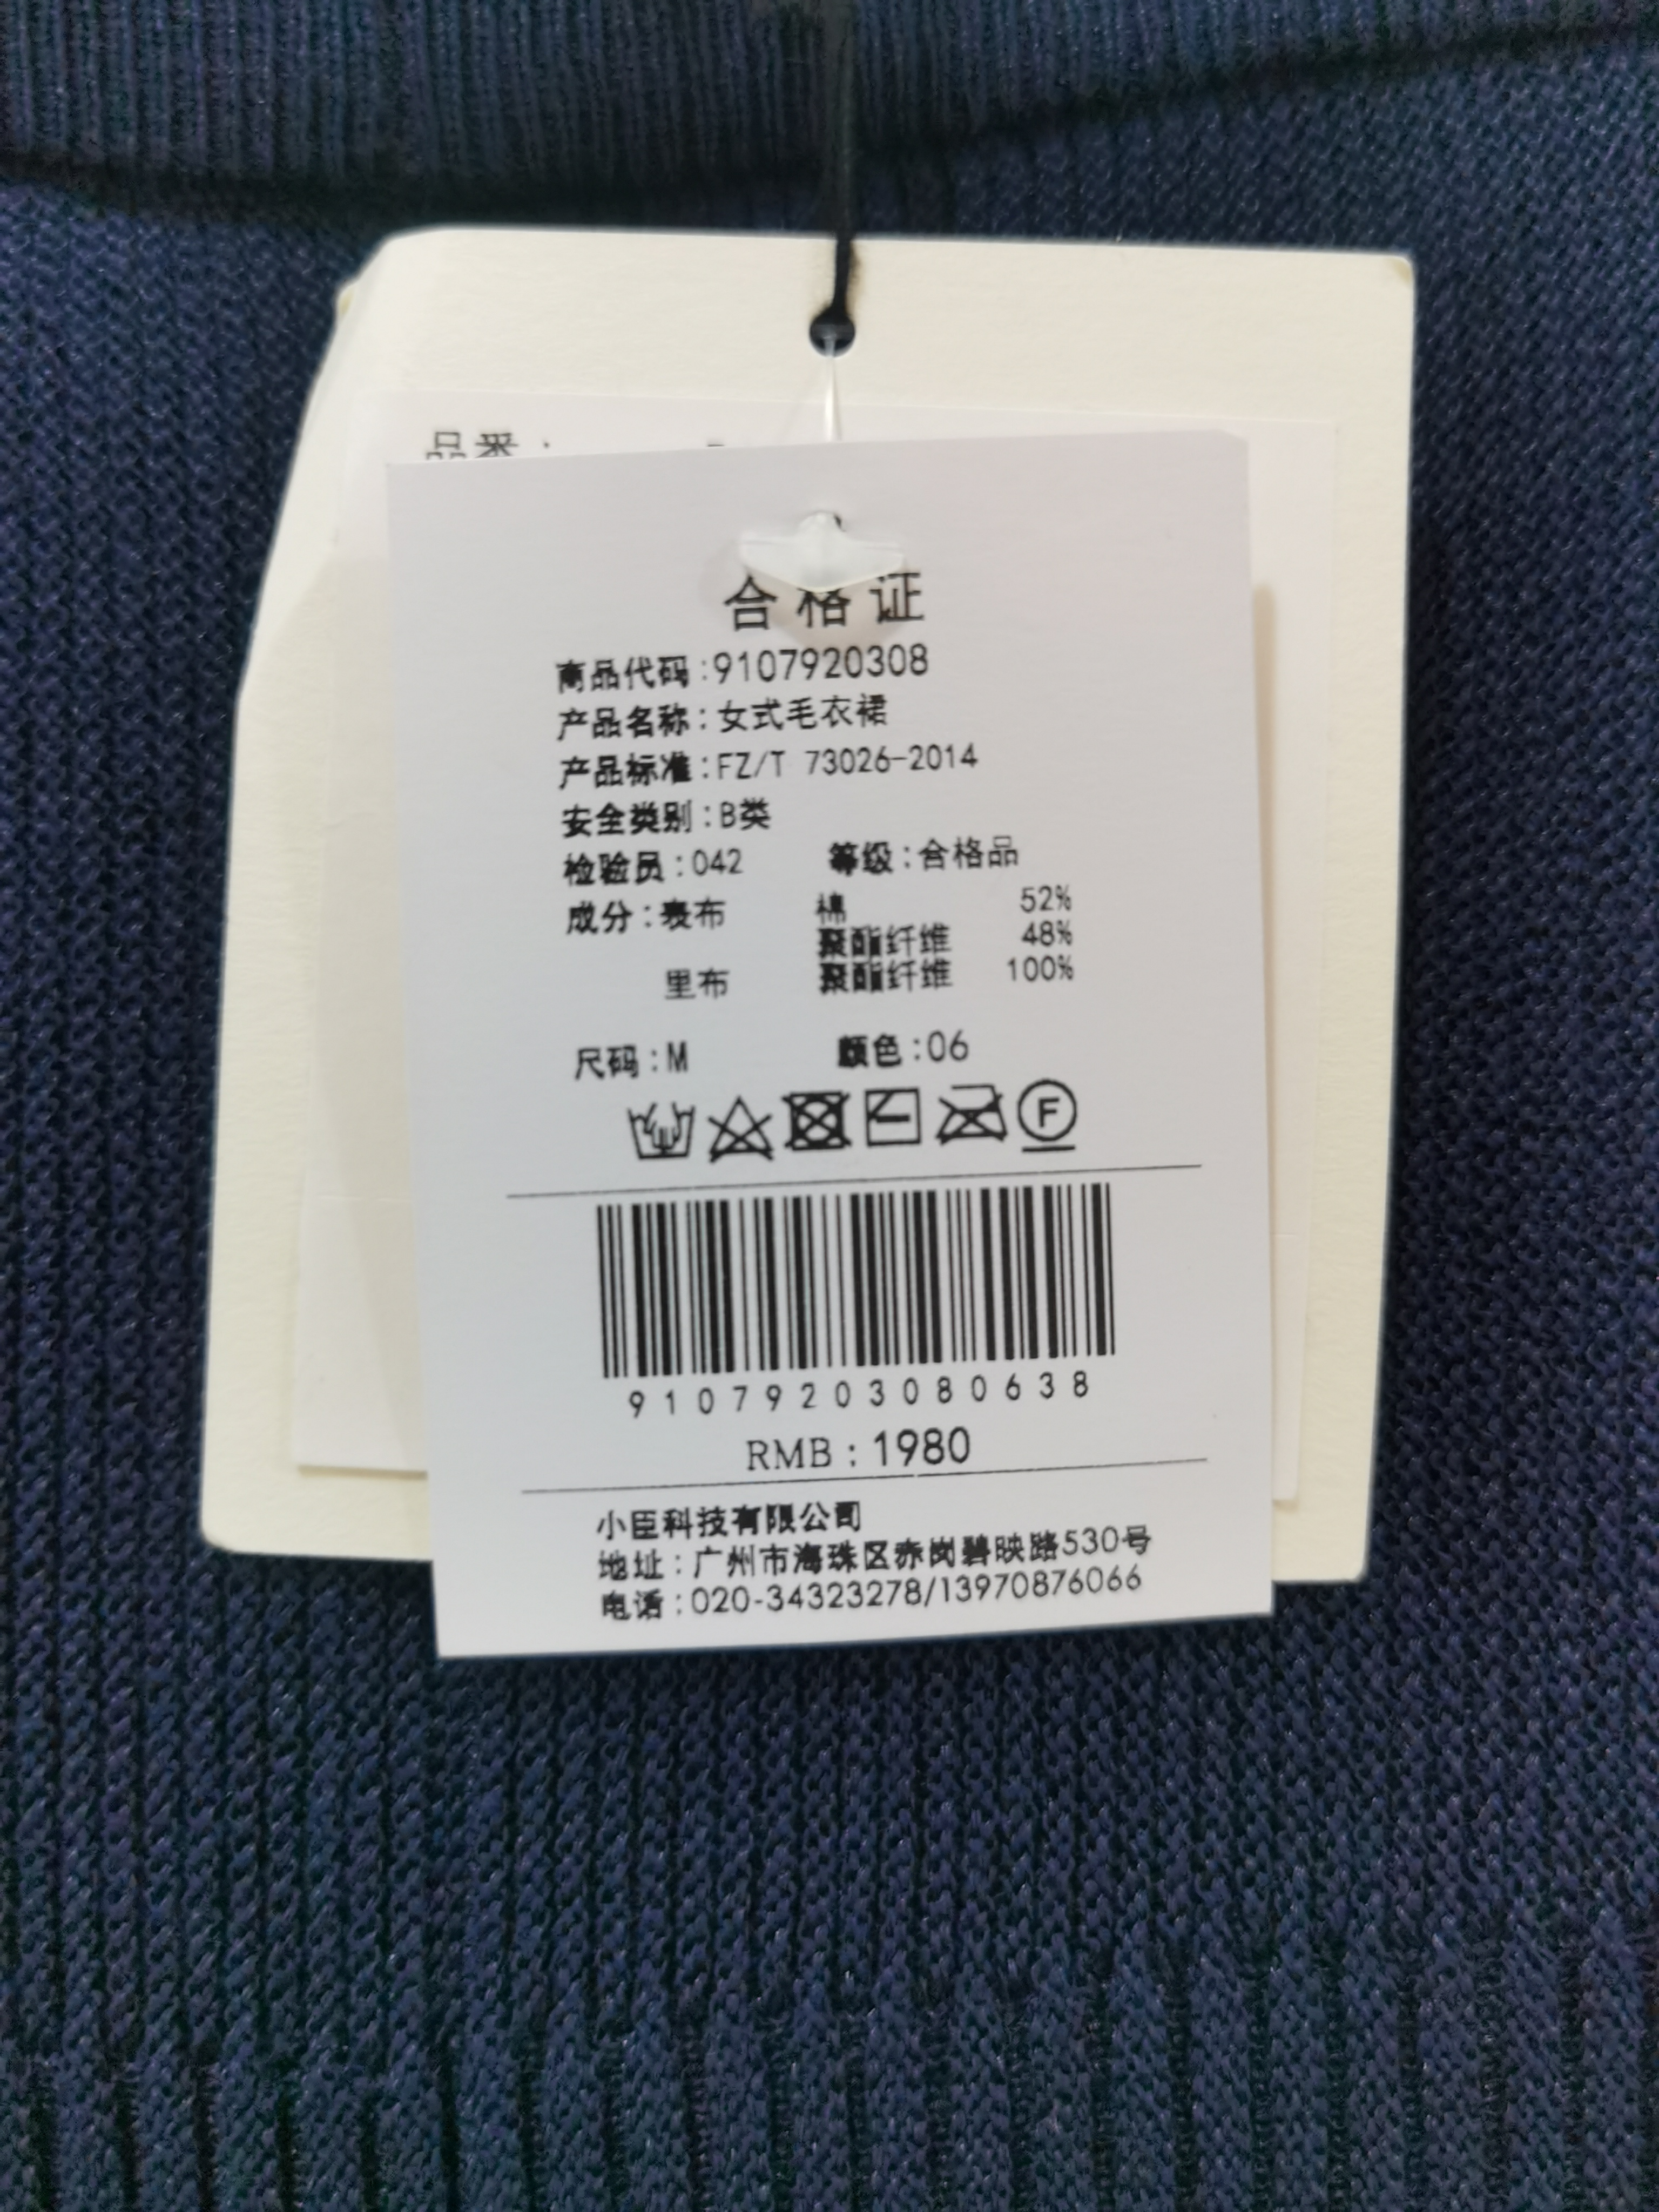 品番:
合格证
商品代码:9107920308
产品名称:女式毛衣裙
产品标准:FZ/T 73026-2014
安全类别:B类
检验员:042 等级:合格品
成分:表布 棉 52%
聚酯纤维 48%
里布 聚酯纤维 100%
尺码:M 颜色:06
F
91079203080638
RMB:1980
小臣科技有限公司
地址:广州市海珠区赤岗碧映路530号
电话:020-34323278/13970876066